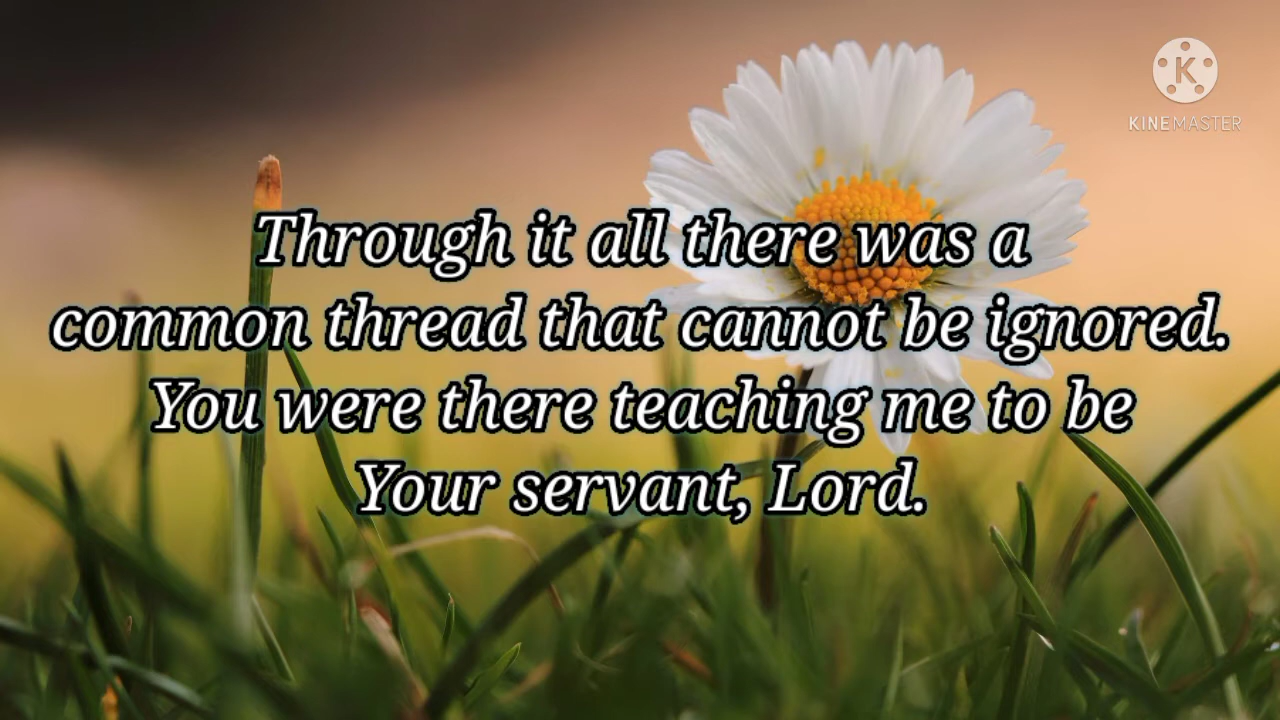 KINEMASTER
Through it all there was a
common thread that cannot be ignored.
You were there teaching me to be
Your servant, Lord.